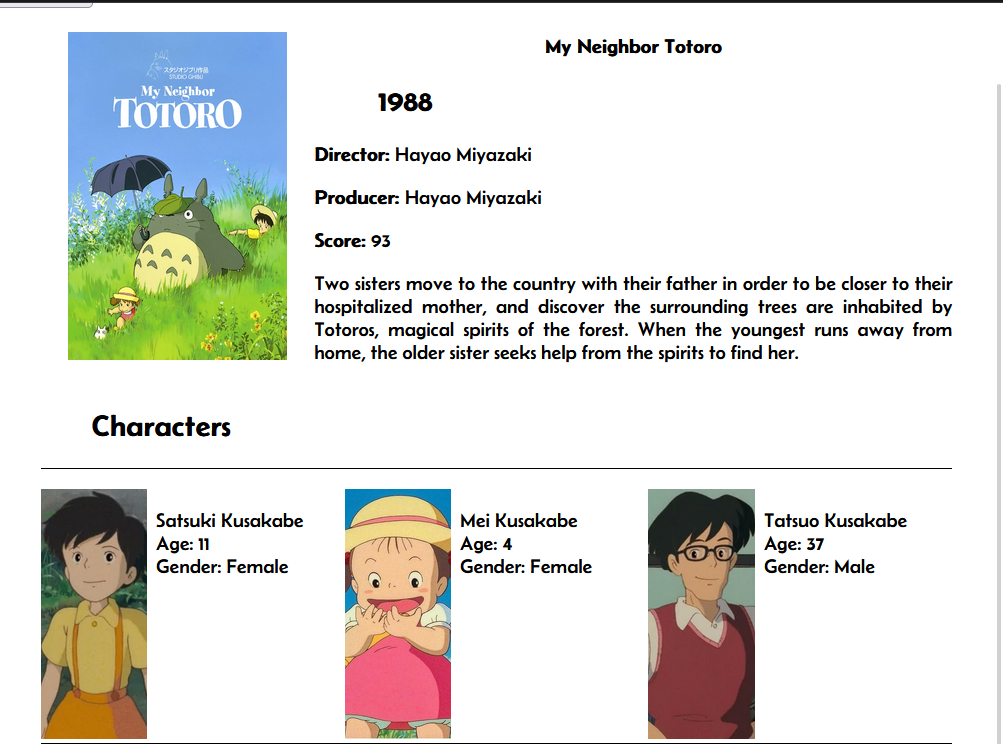 スタジオジブリ作品
STUDIO GHIBLI
My Neighbor
TOTORO
My Neighbor Totoro
1988
Director: Hayao Miyazaki
Producer: Hayao Miyazaki
Score: 93
Two sisters move to the country with their father in order to be closer to their
hospitalized mother, and discover the surrounding trees are inhabited by
Totoros, magical spirits of the forest. When the youngest runs away from
home, the older sister seeks help from the spirits to find her.
Characters
Satsuki Kusakabe
Age: 11
Gender: Female
Mei Kusakabe
Age: 4
Gender: Female
Tatsuo Kusakabe
Age: 37
Gender: Male